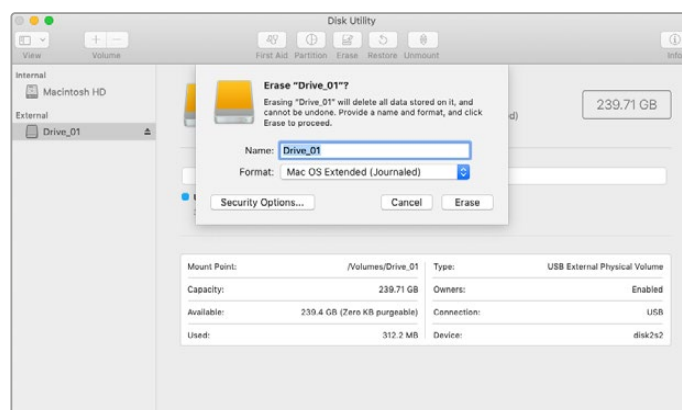 Disk Utility
View
Volume
First Aid
Partition
Erase
Restore
Unmount
Info
Internal
Macintosh HD
External
Drive_01
Erase "Drive_01"?
Erasing "Drive_01" will delete all data stored on it, and
cannot be undone. Provide a name and format, and click
Erase to proceed.
Name: Drive_01
Format: Mac OS Extended (Journaled)
Security Options...
Cancel
Erase
d)
239.71 GB
Mount Point: /Volumes/Drive_01
Type: USB External Physical Volume
Capacity: 239.71 GB
Owners: Enabled
Available: 239.4 GB (Zero KB purgeable)
Connection: USB
Used: 312.2 MB
Device: disk2s2